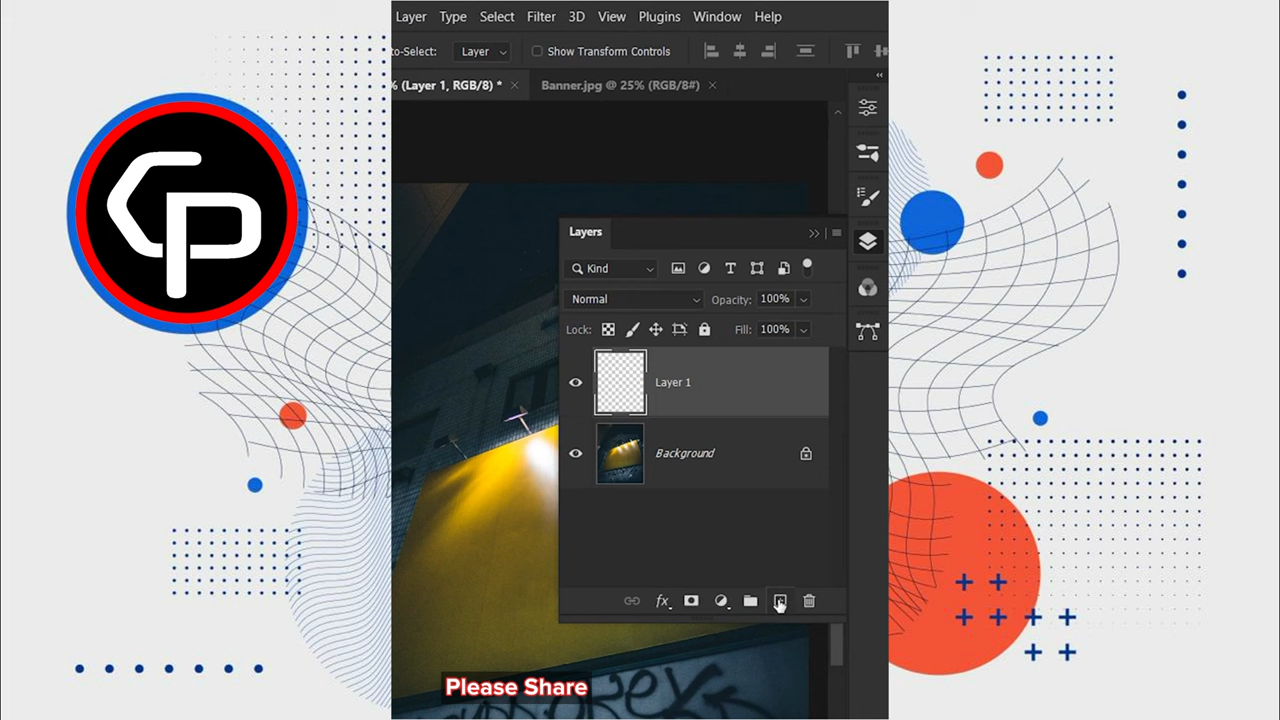 Layer Type Select Filter 3D View Plugins Window Help
to-Select: Layer Show Transform Controls
% (Layer 1, RGB/8) * × Banner.jpg @ 25% (RGB/8#) ×
CP
Layers
Kind T
Normal Opacity: 100%
Lock: Fill: 100%
Layer 1
Background
fx
Please Share